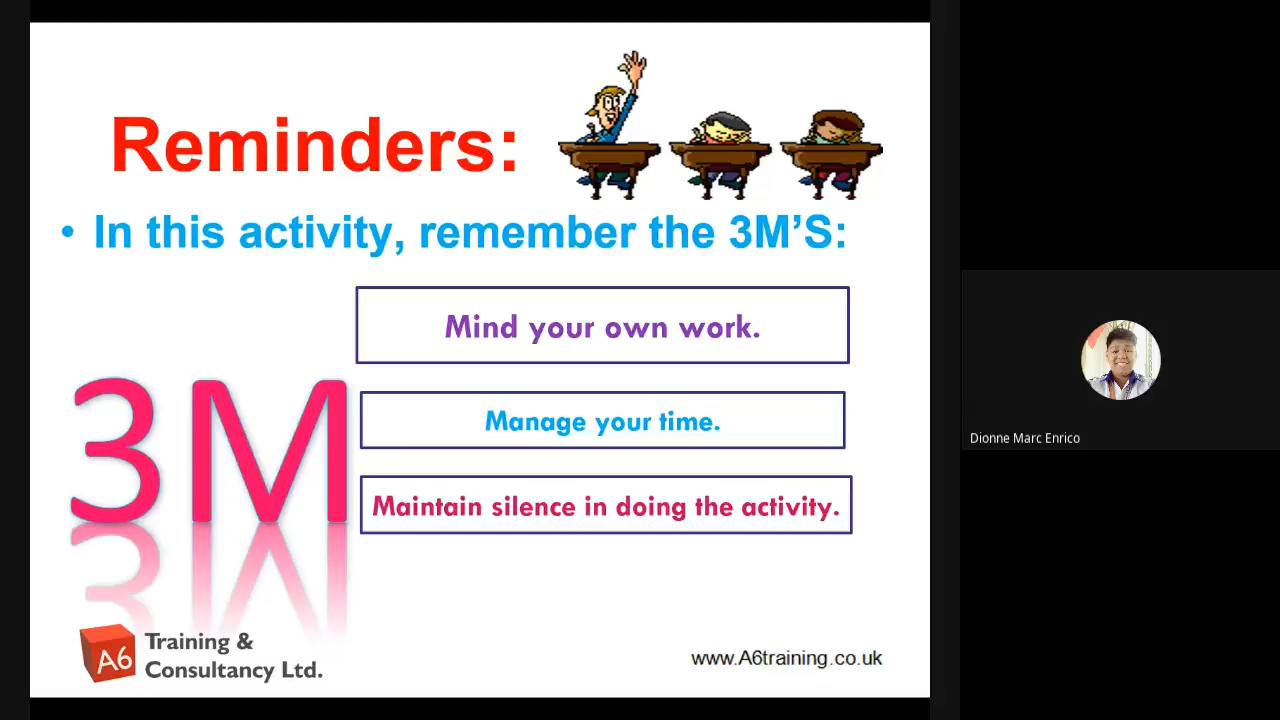 Reminders:
• In this activity, remember the 3M’S:
Mind your own work.
3M
Manage your time.
Maintain silence in doing the activity.
A6
Training &
Consultancy Ltd.
www.A6training.co.uk
Dionne Marc Enrico